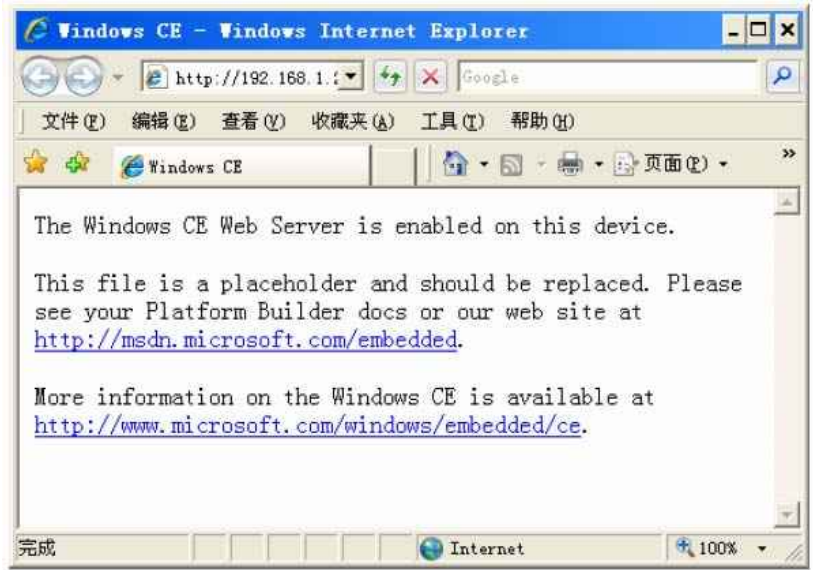 Windows CE - Windows Internet Explorer
http://192.168.1.
Google
文件(F) 编辑(E) 查看(V) 收藏夹(A) 工具(T) 帮助(H)
Windows CE
页面(P)
The Windows CE Web Server is enabled on this device.
This file is a placeholder and should be replaced. Please
see your Platform Builder docs or our web site at
http://msdn.microsoft.com/embedded.
More information on the Windows CE is available at
http://www.microsoft.com/windows/embedded/ce.
完成 Internet 100%